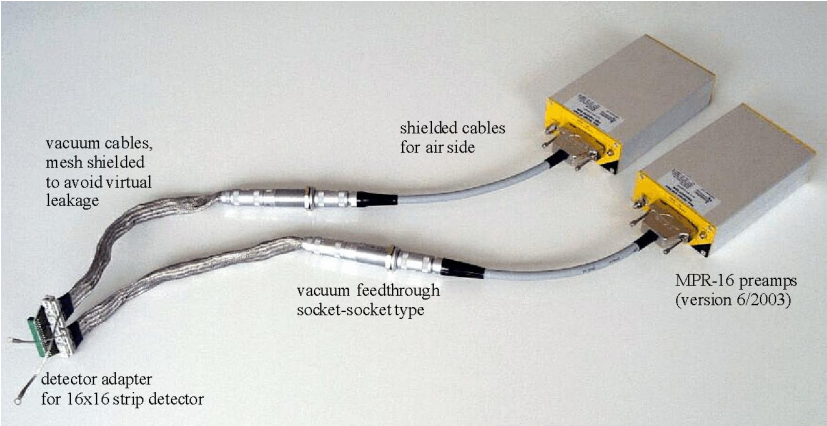 shielded cables
for air side
vacuum cables,
mesh shielded
to avoid virtual
leakage
MPR-16 preamps
(version 6/2003)
vacuum feedthrough
socket-socket type
detector adapter
for 16x16 strip detector